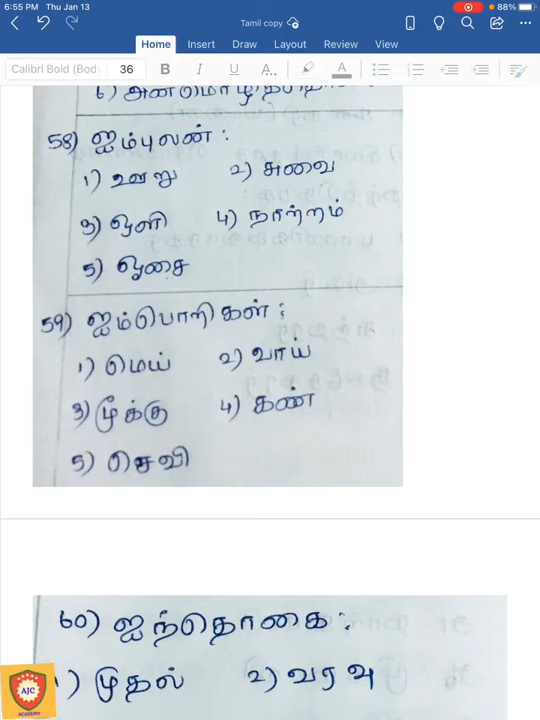 6:55 PM Thu Jan 13
88%
Tamil copy
Home Insert Draw Layout Review View
Calibri Bold (Bod 36 B I U A...
58) ஐம்புலன் :
1) ஊறு 2) சுவை
3) ஒளி 4) நாற்றம்
5) ஓசை
59) ஐம்பொறிகள் :
1) மெய் 2) வாய்
3) மூக்கு 4) கண்
5) செவி
60) ஐந்தொகை :
1) முதல் 2) வரவு
AJC
ACADEMY